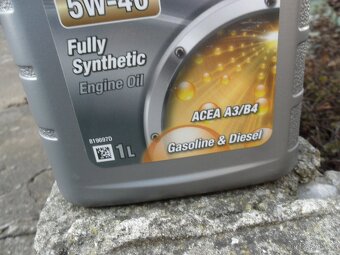 5W-40
Fully
Synthetic
Engine Oil
ACEA A3/B4
Gasoline & Diesel
1L